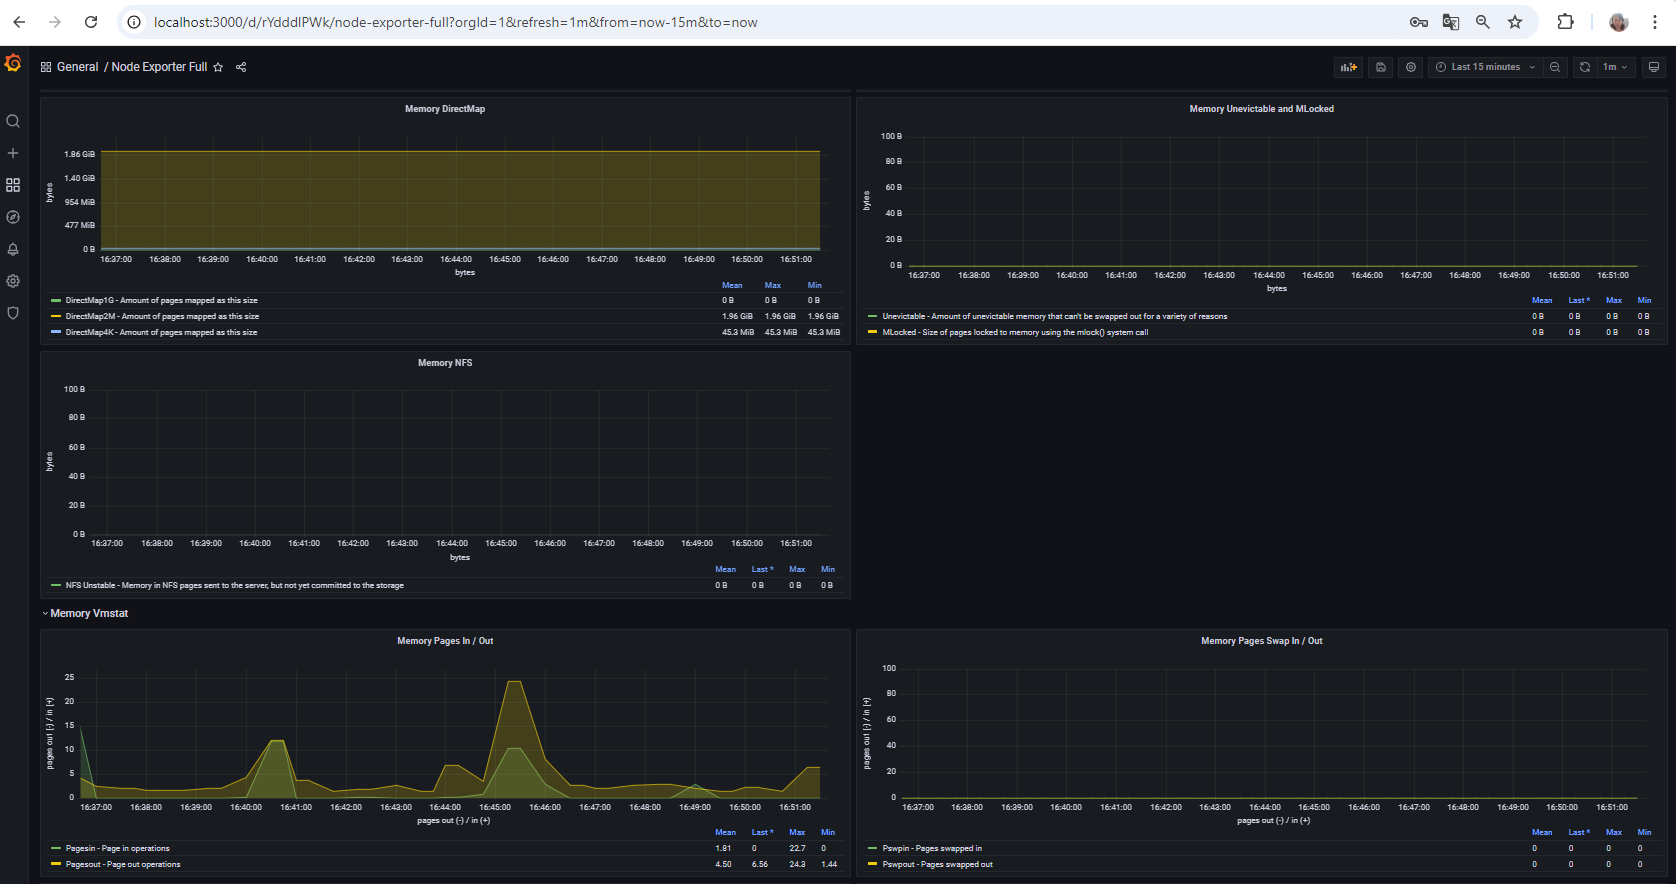 localhost:3000/d/rYdddlPWk/node-exporter-full?orgId=1&refresh=1m&from=now-15m&to=now
General / Node Exporter Full
Last 15 minutes
1m
Memory DirectMap
1.86 GiB
1.40 GiB
954 MiB
477 MiB
0 B
bytes
16:37:00 16:38:00 16:39:00 16:40:00 16:41:00 16:42:00 16:43:00 16:44:00 16:45:00 16:46:00 16:47:00 16:48:00 16:49:00 16:50:00 16:51:00
bytes
Mean Max Min
DirectMap1G - Amount of pages mapped as this size 0 B 0 B 0 B
DirectMap2M - Amount of pages mapped as this size 1.96 GiB 1.96 GiB 1.96 GiB
DirectMap4K - Amount of pages mapped as this size 45.3 MiB 45.3 MiB 45.3 MiB
Memory Unevictable and MLocked
100 B
80 B
60 B
40 B
20 B
0 B
bytes
16:37:00 16:38:00 16:39:00 16:40:00 16:41:00 16:42:00 16:43:00 16:44:00 16:45:00 16:46:00 16:47:00 16:48:00 16:49:00 16:50:00 16:51:00
bytes
Mean Last * Max Min
Unevictable - Amount of unevictable memory that can't be swapped out for a variety of reasons 0 B 0 B 0 B 0 B
MLocked - Size of pages locked to memory using the mlock() system call 0 B 0 B 0 B 0 B
Memory NFS
100 B
80 B
60 B
40 B
20 B
0 B
bytes
16:37:00 16:38:00 16:39:00 16:40:00 16:41:00 16:42:00 16:43:00 16:44:00 16:45:00 16:46:00 16:47:00 16:48:00 16:49:00 16:50:00 16:51:00
bytes
Mean Last * Max Min
NFS Unstable - Memory in NFS pages sent to the server, but not yet committed to the storage 0 B 0 B 0 B 0 B
Memory Vmstat
Memory Pages In / Out
25
20
15
10
5
0
pages out (-) / in (+)
16:37:00 16:38:00 16:39:00 16:40:00 16:41:00 16:42:00 16:43:00 16:44:00 16:45:00 16:46:00 16:47:00 16:48:00 16:49:00 16:50:00 16:51:00
pages out (-) / in (+)
Mean Last * Max Min
Pagesin - Page in operations 1.81 0 22.7 0
Pagesout - Page out operations 4.50 6.56 24.3 1.44
Memory Pages Swap In / Out
100
80
60
40
20
0
pages out (-) / in (+)
16:37:00 16:38:00 16:39:00 16:40:00 16:41:00 16:42:00 16:43:00 16:44:00 16:45:00 16:46:00 16:47:00 16:48:00 16:49:00 16:50:00 16:51:00
pages out (-) / in (+)
Mean Last * Max Min
Pswpin - Pages swapped in 0 0 0 0
Pswpout - Pages swapped out 0 0 0 0